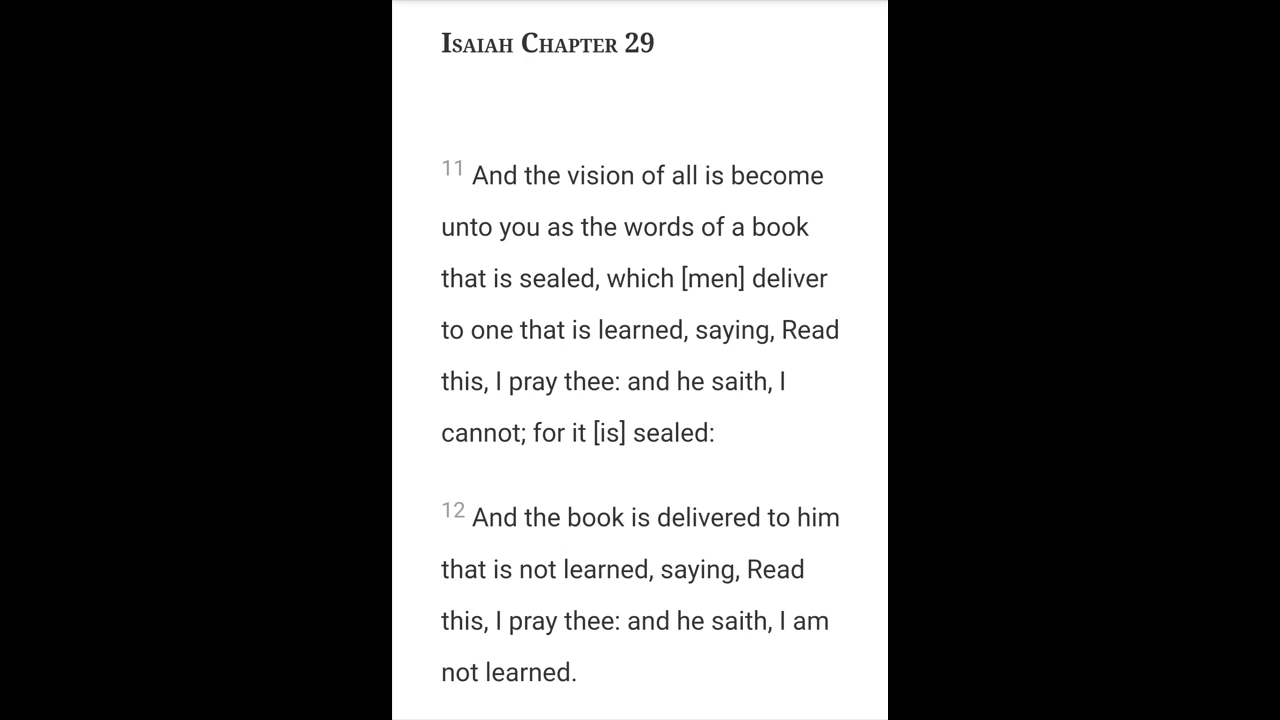 Isaiah Chapter 29
11 And the vision of all is become
unto you as the words of a book
that is sealed, which [men] deliver
to one that is learned, saying, Read
this, I pray thee: and he saith, I
cannot; for it [is] sealed:
12 And the book is delivered to him
that is not learned, saying, Read
this, I pray thee: and he saith, I am
not learned.